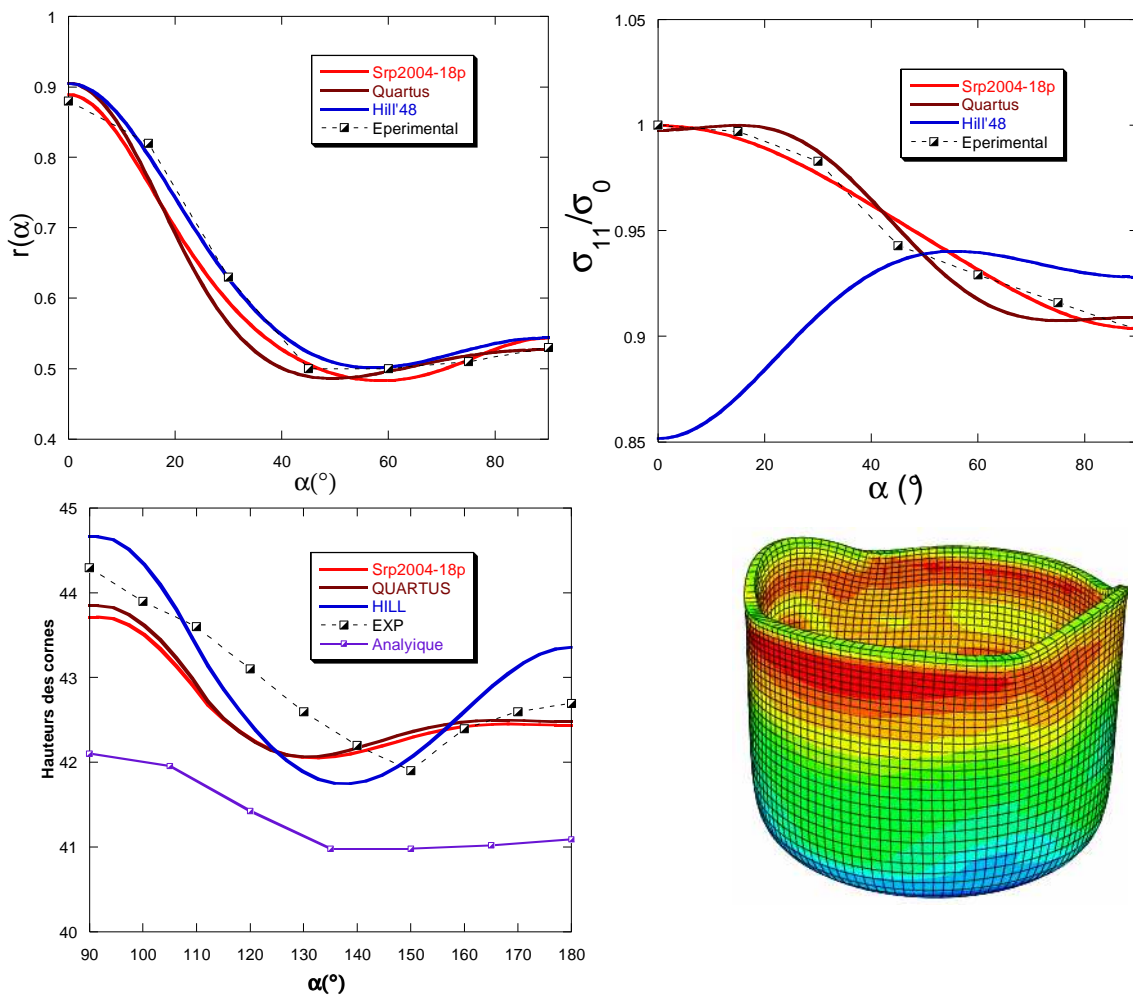 1
0.9
0.8
0.7
0.6
0.5
0.4
r(α)
Srp2004-18p
Quartus
Hill'48
Eperimental
0 20 40 60 80
α(°)
1.05
1
0.95
0.9
0.85
σ11/σ0
Srp2004-18p
Quartus
Hill'48
Eperimental
0 20 40 60 80
α (°)
45
44
43
42
41
40
Hauteurs des cornes
Srp2004-18p
QUARTUS
HILL
EXP
Analyique
90 100 110 120 130 140 150 160 170 180
α(°)